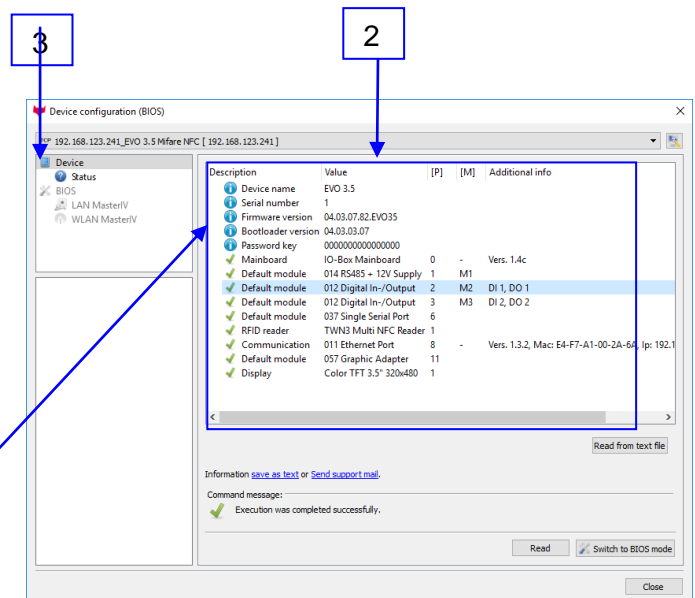 3
2
Device configuration (BIOS)
TCP 192.168.123.241_EVO 3.5 Mifare NFC [ 192.168.123.241 ]
Device
Status
BIOS
LAN MasterIV
WLAN MasterIV
Description Value [P] [M] Additional info
Device name EVO 3.5
Serial number 1
Firmware version 04.03.07.82.EVO35
Bootloader version 04.03.03.07
Password key 0000000000000000
Mainboard IO-Box Mainboard 0 - Vers. 1.4c
Default module 014 RS485 + 12V Supply 1 M1
Default module 012 Digital In-/Output 2 M2 DI 1, DO 1
Default module 012 Digital In-/Output 3 M3 DI 2, DO 2
Default module 037 Single Serial Port 6
RFID reader TWN3 Multi NFC Reader 1
Communication 011 Ethernet Port 8 - Vers. 1.3.2, Mac: E4-F7-A1-00-2A-6A, Ip: 192.1
Default module 057 Graphic Adapter 11
Display Color TFT 3.5" 320x480 1
Read from text file
Information save as text or Send support mail.
Command message:
Execution was completed successfully.
Read
Switch to BIOS mode
Close